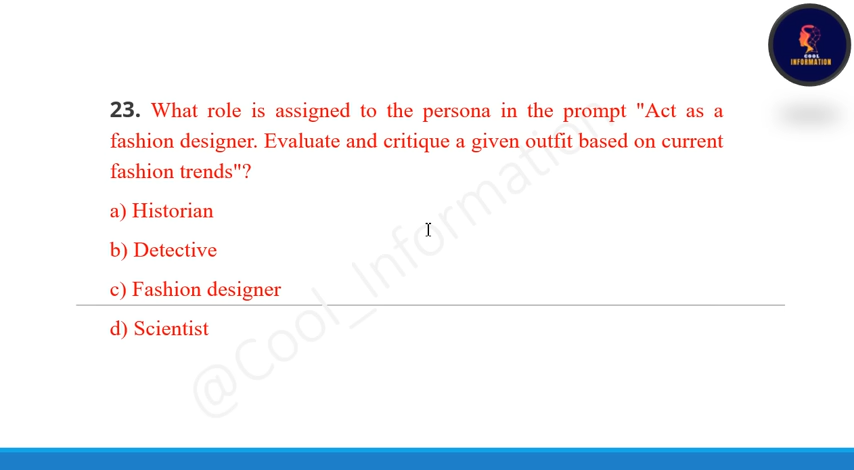 COOL
INFORMATION
23. What role is assigned to the persona in the prompt "Act as a
fashion designer. Evaluate and critique a given outfit based on current
fashion trends"?
a) Historian
b) Detective
c) Fashion designer
d) Scientist
@Cool_Information